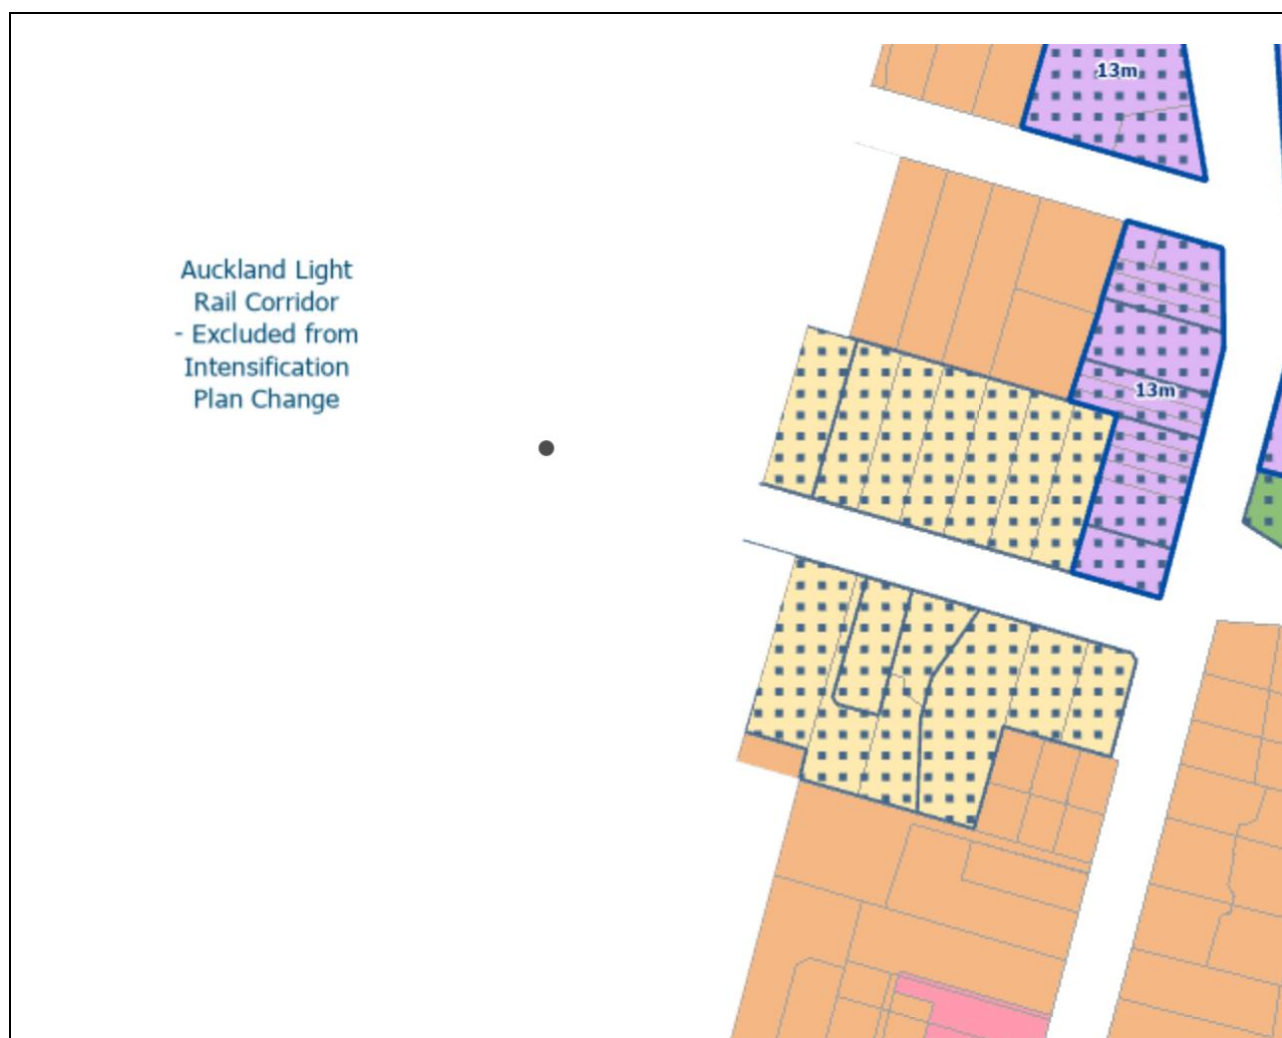 13m
Auckland Light
Rail Corridor
- Excluded from
Intensification
Plan Change
13m